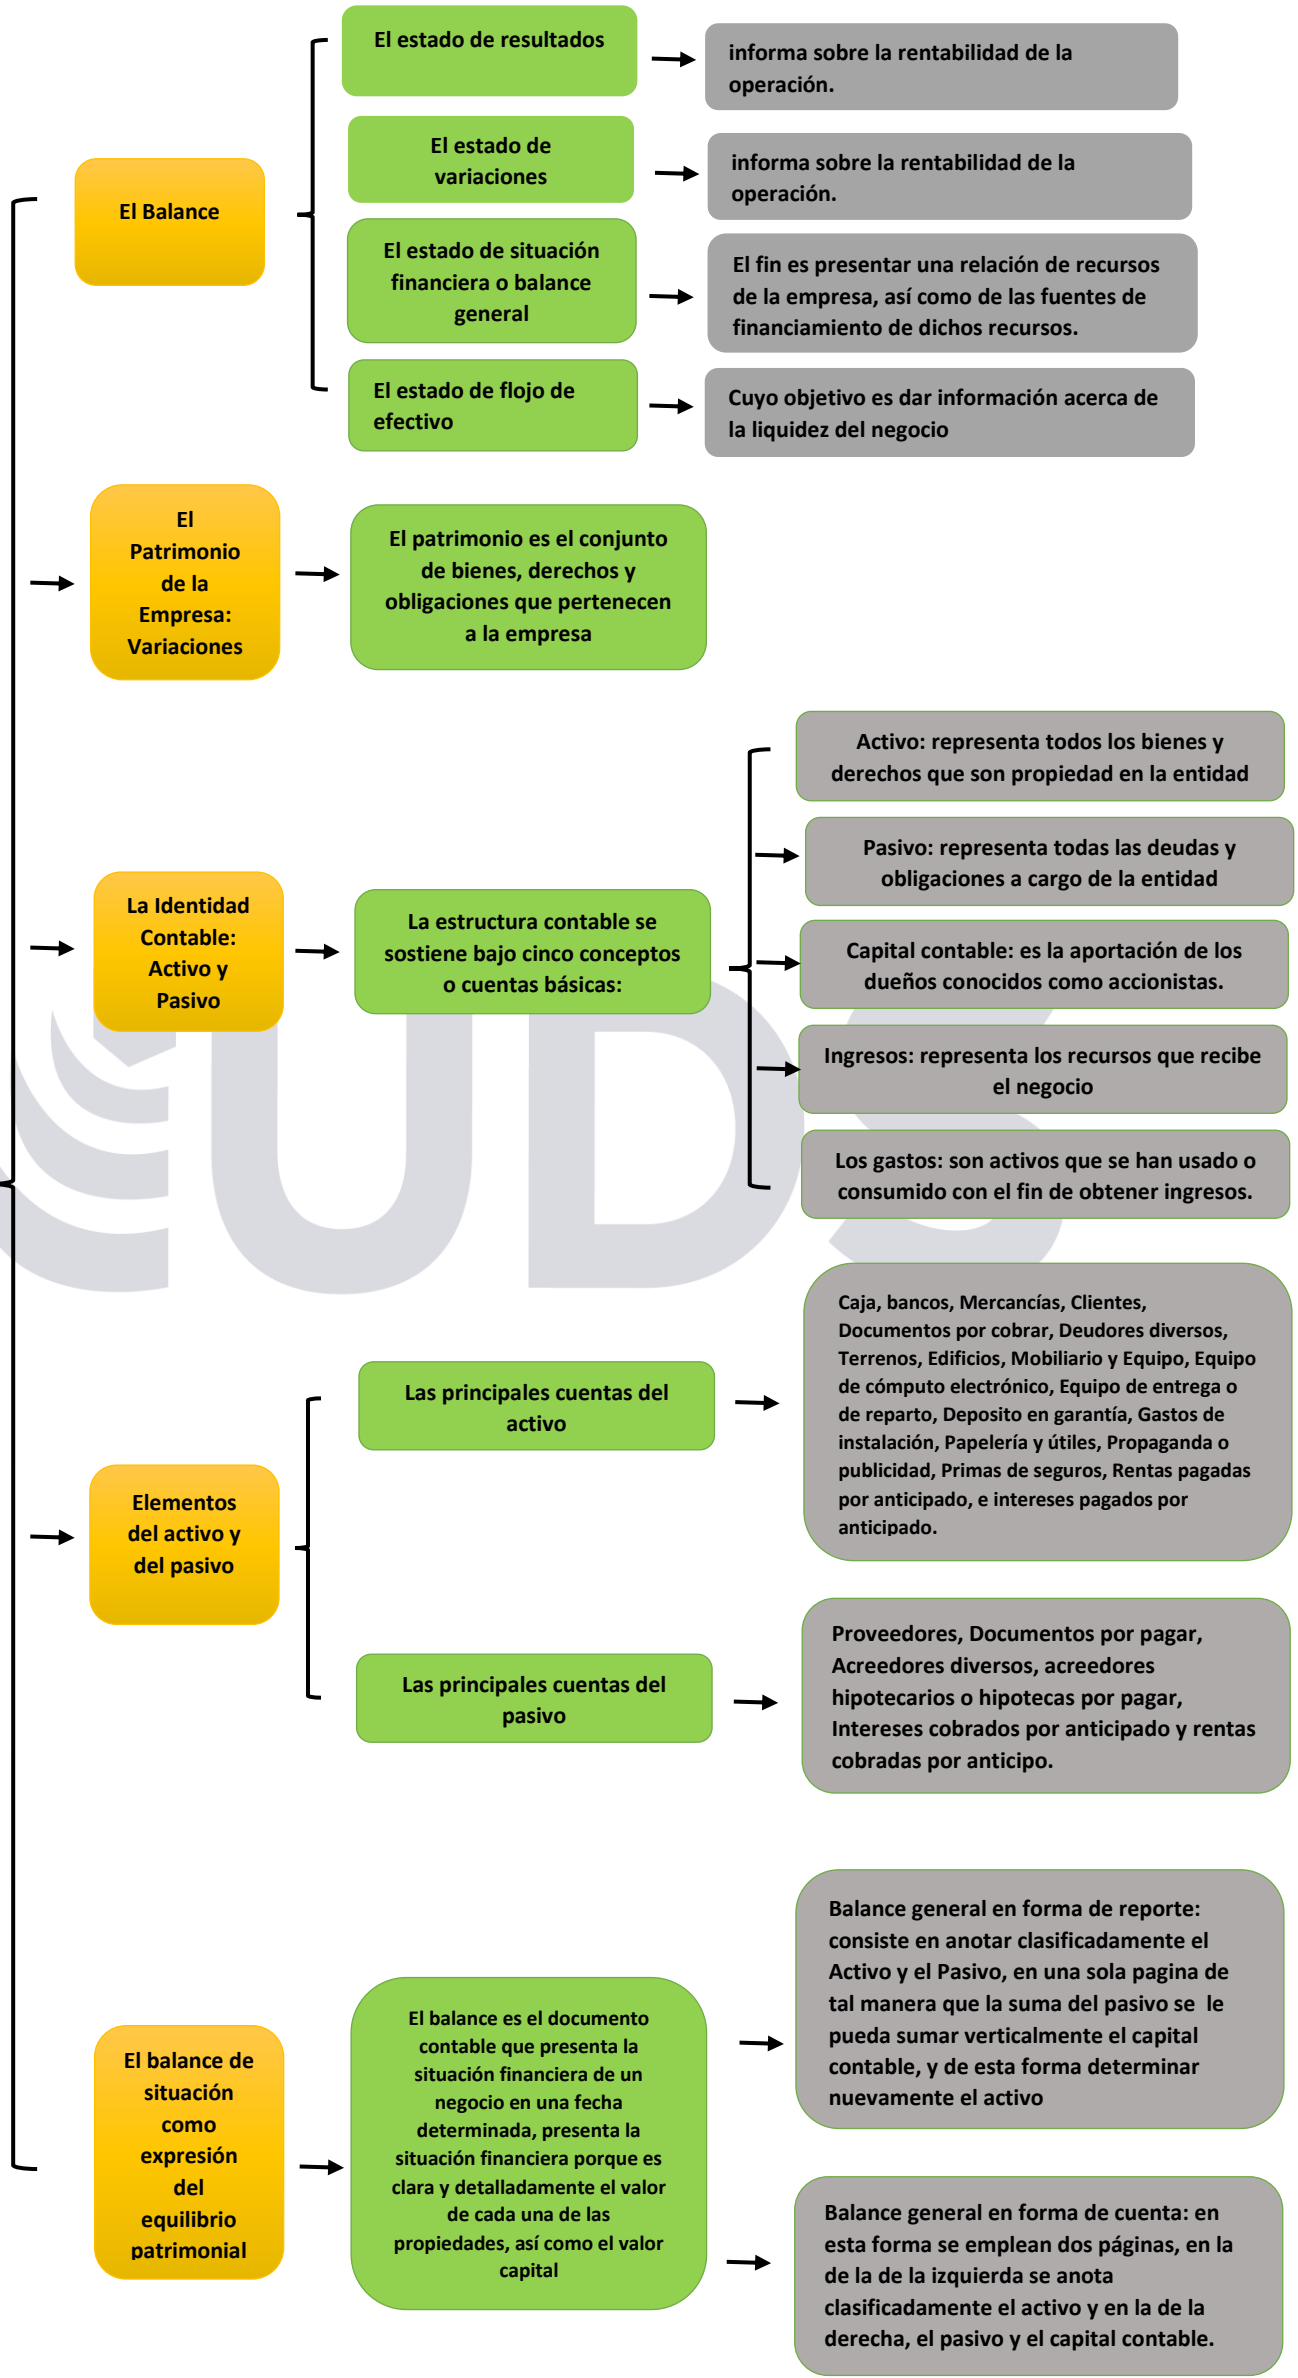 El estado de resultados
informa sobre la rentabilidad de la
operación.
El estado de
variaciones
informa sobre la rentabilidad de la
operación.
El Balance
El estado de situación
financiera o balance
general
El fin es presentar una relación de recursos
de la empresa, así como de las fuentes de
financiamiento de dichos recursos.
El estado de flojo de
efectivo
Cuyo objetivo es dar información acerca de
la liquidez del negocio
El
Patrimonio
de la
Empresa:
Variaciones
El patrimonio es el conjunto
de bienes, derechos y
obligaciones que pertenecen
a la empresa
La Identidad
Contable:
Activo y
Pasivo
La estructura contable se
sostiene bajo cinco conceptos
o cuentas básicas:
Activo: representa todos los bienes y
derechos que son propiedad en la entidad
Pasivo: representa todas las deudas y
obligaciones a cargo de la entidad
Capital contable: es la aportación de los
dueños conocidos como accionistas.
Ingresos: representa los recursos que recibe
el negocio
Los gastos: son activos que se han usado o
consumido con el fin de obtener ingresos.
UDS
Elementos
del activo y
del pasivo
Las principales cuentas del
activo
Caja, bancos, Mercancías, Clientes,
Documentos por cobrar, Deudores diversos,
Terrenos, Edificios, Mobiliario y Equipo, Equipo
de cómputo electrónico, Equipo de entrega o
de reparto, Deposito en garantía, Gastos de
instalación, Papelería y útiles, Propaganda o
publicidad, Primas de seguros, Rentas pagadas
por anticipado, e intereses pagados por
anticipado.
Las principales cuentas del
pasivo
Proveedores, Documentos por pagar,
Acreedores diversos, acreedores
hipotecarios o hipotecas por pagar,
Intereses cobrados por anticipado y rentas
cobradas por anticipo.
El balance de
situación
como
expresión
del
equilibrio
patrimonial
El balance es el documento
contable que presenta la
situación financiera de un
negocio en una fecha
determinada, presenta la
situación financiera porque es
clara y detalladamente el valor
de cada una de las
propiedades, así como el valor
capital
Balance general en forma de reporte:
consiste en anotar clasificadamente el
Activo y el Pasivo, en una sola pagina de
tal manera que la suma del pasivo se le
pueda sumar verticalmente el capital
contable, y de esta forma determinar
nuevamente el activo
Balance general en forma de cuenta: en
esta forma se emplean dos páginas, en la
de la de la izquierda se anota
clasificadamente el activo y en la de la
derecha, el pasivo y el capital contable.